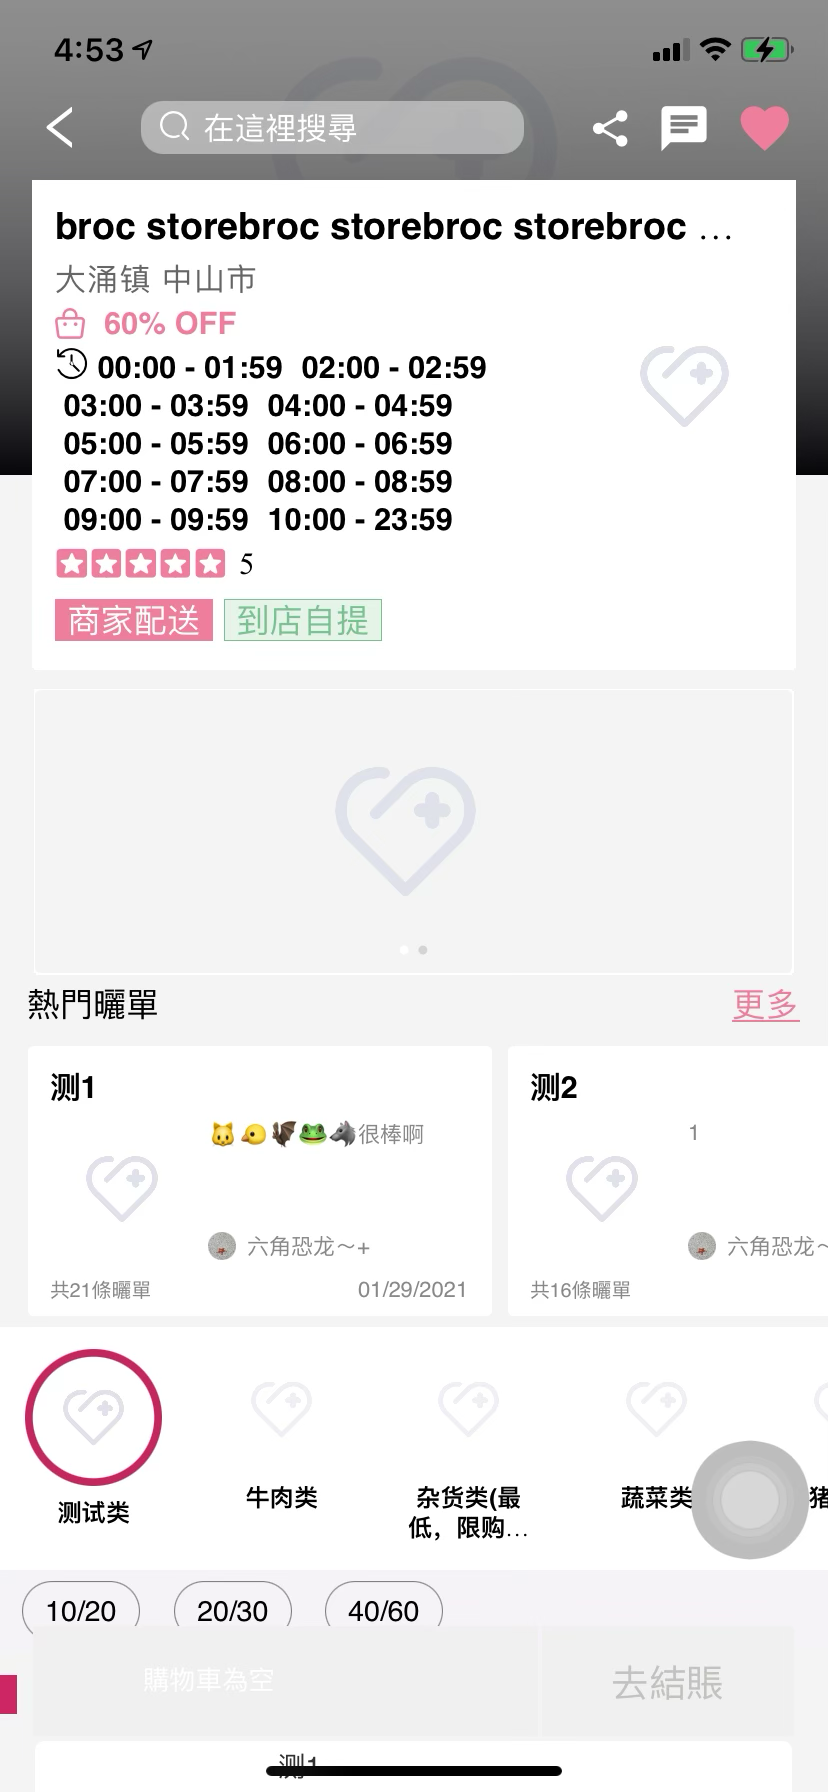 4:53
在這裡搜尋
broc storebroc storebroc storebroc ...
大涌镇 中山市
60% OFF
00:00 - 01:59 02:00 - 02:59
03:00 - 03:59 04:00 - 04:59
05:00 - 05:59 06:00 - 06:59
07:00 - 07:59 08:00 - 08:59
09:00 - 09:59 10:00 - 23:59
5
商家配送 到店自提
熱門曬單 更多
测1
🐱🐤🦇🐸🐺很棒啊
六角恐龙～+
共21條曬單 01/29/2021
测2
1
六角恐龙～
共16條曬單
测试类
牛肉类
杂货类(最
低，限购...
蔬菜类
猪
10/20 20/30 40/60
購物車為空 去結賬
测1